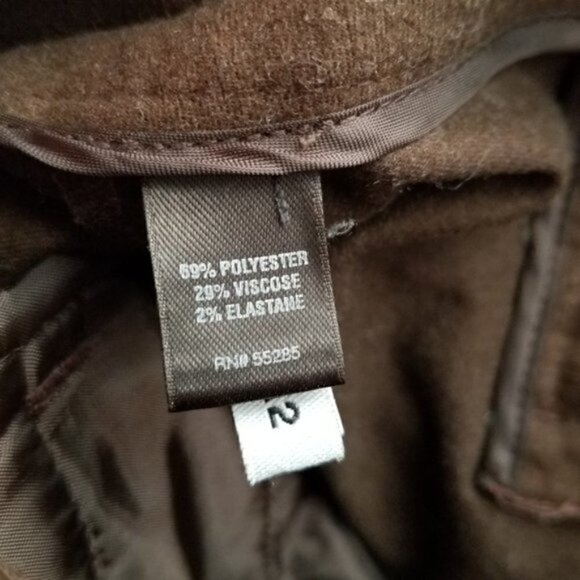 69% POLYESTER
29% VISCOSE
2% ELASTANE
RN# 55285
2